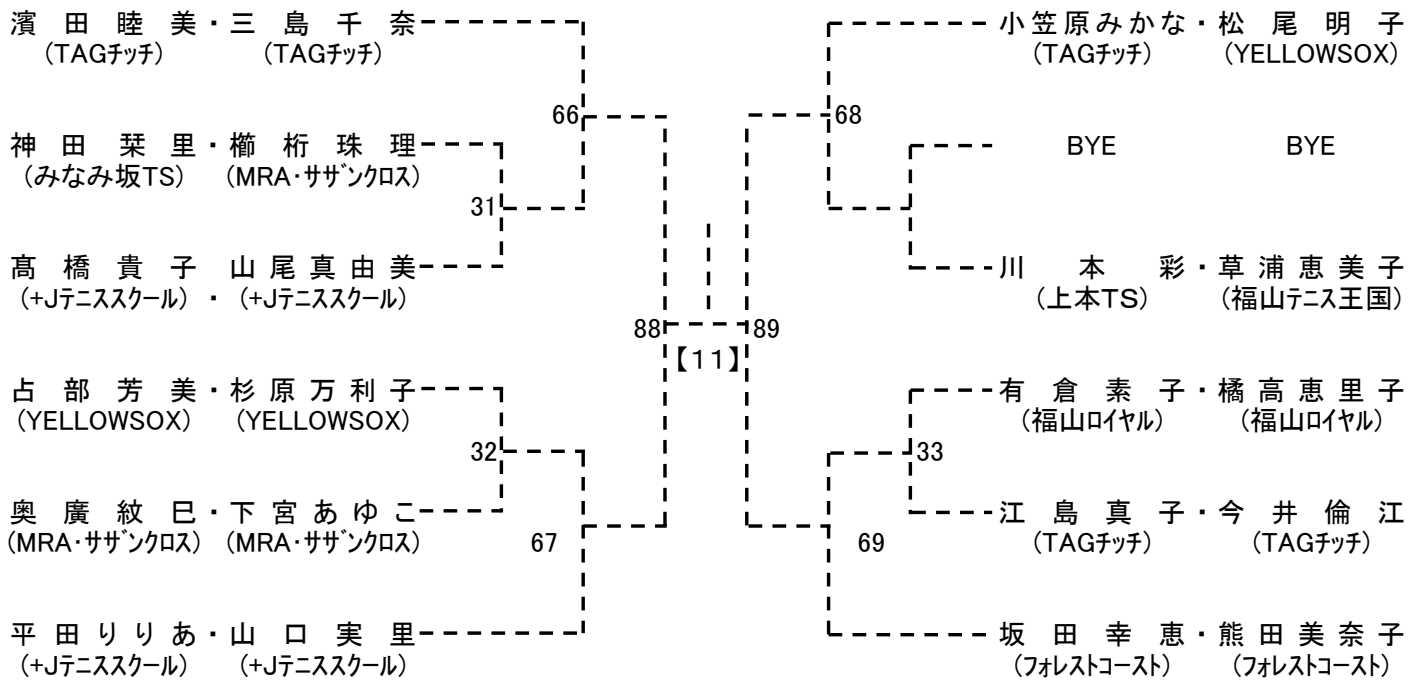 濱田睦美・三島千奈
(TAGチッチ) (TAGチッチ)
小笠原みかな・松尾明子
(TAGチッチ) (YELLOWSOX)
66
68
神田栞里・櫛桁珠理
(みなみ坂TS) (MRA・サザンクロス)
BYE BYE
31
髙橋貴子 山尾真由美
(+Jテニススクール)・(+Jテニススクール)
川本彩・草浦恵美子
(上本TS) (福山テニス王国)
88 89
【11】
占部芳美・杉原万利子
(YELLOWSOX) (YELLOWSOX)
有倉素子・橘高恵里子
(福山ロイヤル) (福山ロイヤル)
32
33
奥廣紋巳・下宮あゆこ
(MRA・サザンクロス) (MRA・サザンクロス)
江島真子・今井倫江
(TAGチッチ) (TAGチッチ)
67
69
平田りりあ・山口実里
(+Jテニススクール) (+Jテニススクール)
坂田幸恵・熊田美奈子
(フォレストコースト) (フォレストコースト)